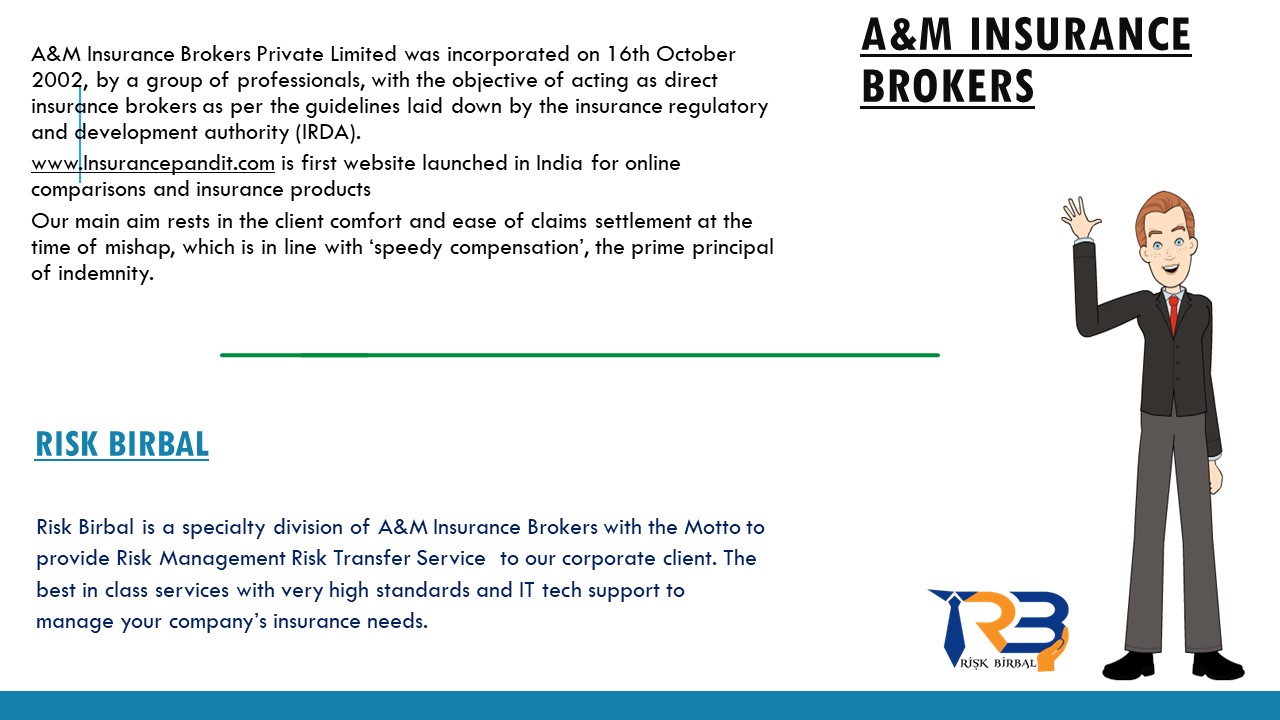 A&M INSURANCE
BROKERS
A&M Insurance Brokers Private Limited was incorporated on 16th October
2002, by a group of professionals, with the objective of acting as direct
insurance brokers as per the guidelines laid down by the insurance regulatory
and development authority (IRDA).
www.Insurancepandit.com is first website launched in India for online
comparisons and insurance products
Our main aim rests in the client comfort and ease of claims settlement at the
time of mishap, which is in line with ‘speedy compensation’, the prime principal
of indemnity.
RISK BIRBAL
Risk Birbal is a specialty division of A&M Insurance Brokers with the Motto to
provide Risk Management Risk Transfer Service  to our corporate client. The
best in class services with very high standards and IT tech support to
manage your company’s insurance needs.
RB
RISK BIRBAL